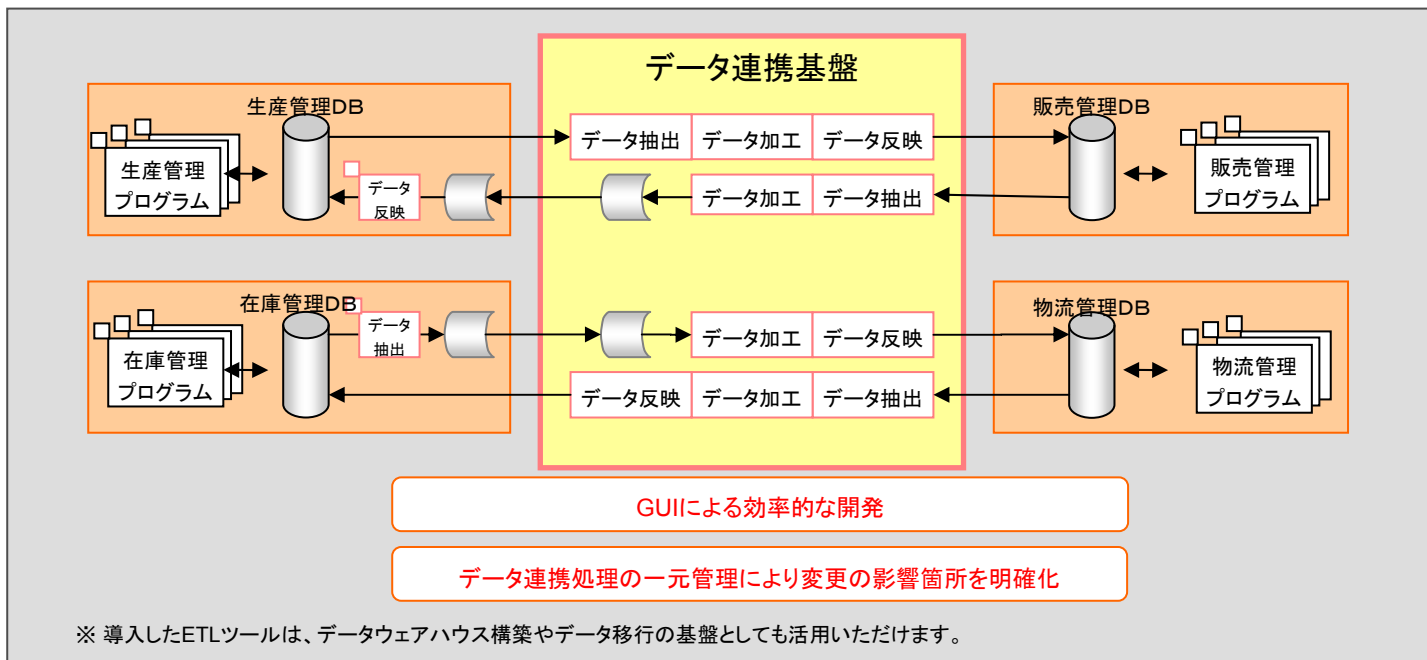 データ連携基盤
生産管理DB
生産管理
プログラム
データ
反映
データ抽出
データ加工
データ反映
データ加工
データ抽出
販売管理DB
販売管理
プログラム
在庫管理DB
在庫管理
プログラム
データ
抽出
データ加工
データ反映
データ反映
データ加工
データ抽出
物流管理DB
物流管理
プログラム
GUIによる効率的な開発
データ連携処理の一元管理により変更の影響箇所を明確化
※ 導入したETLツールは、データウェアハウス構築やデータ移行の基盤としても活用いただけます。